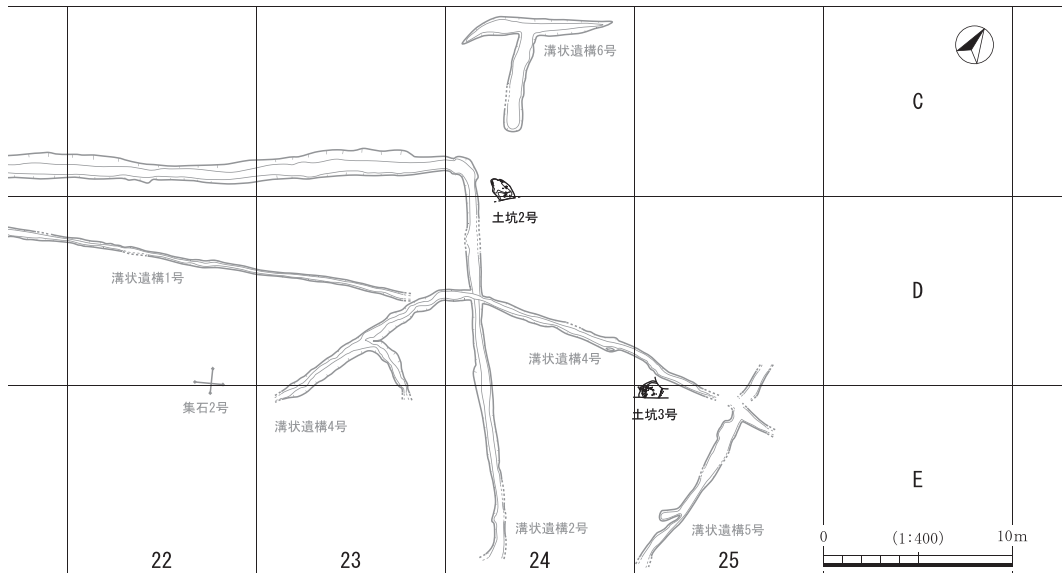 溝状遺構6号
C
土坑2号
溝状遺構1号
D
溝状遺構4号
集石2号
土坑3号
溝状遺構4号
E
溝状遺構2号
溝状遺構5号
0 (1:400) 10m
22 23 24 25